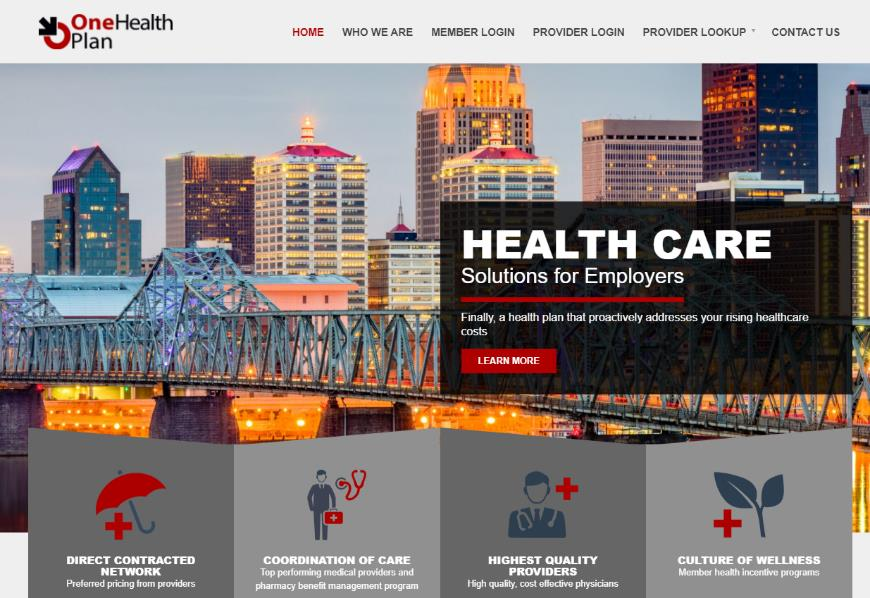 OneHealth
Plan
HOME WHO WE ARE MEMBER LOGIN PROVIDER LOGIN PROVIDER LOOKUP CONTACT US
HEALTH CARE
Solutions for Employers
Finally, a health plan that proactively addresses your rising healthcare
costs
LEARN MORE
DIRECT CONTRACTED
NETWORK
Preferred pricing from providers
COORDINATION OF CARE
Top performing medical providers and
pharmacy benefit management program
HIGHEST QUALITY
PROVIDERS
High quality, cost effective physicians
CULTURE OF WELLNESS
Member health incentive programs